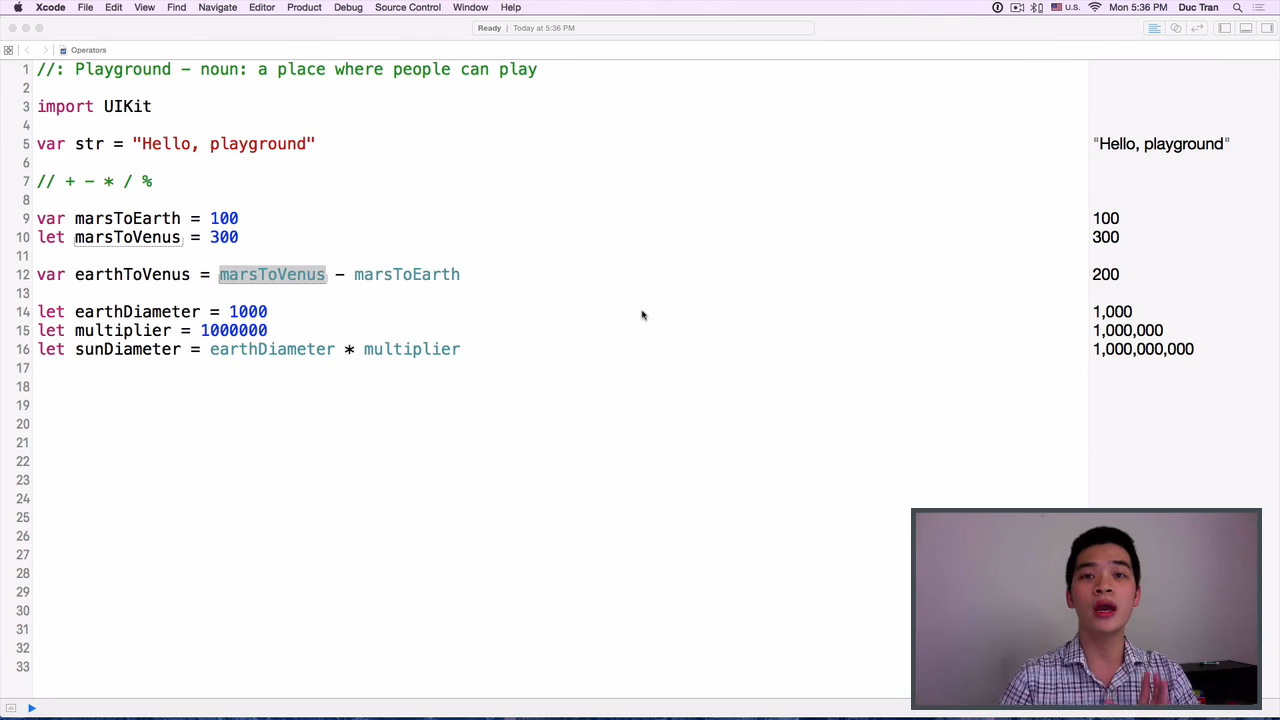 Xcode File Edit View Find Navigate Editor Product Debug Source Control Window Help U.S. Mon 5:36 PM Duc Tran
Ready | Today at 5:36 PM
Operators
1 //: Playground - noun: a place where people can play
2
3 import UIKit
4
5 var str = "Hello, playground" "Hello, playground"
6
7 // + - * / %
8
9 var marsToEarth = 100 100
10 let marsToVenus = 300 300
11
12 var earthToVenus = marsToVenus - marsToEarth 200
13
14 let earthDiameter = 1000 1,000
15 let multiplier = 1000000 1,000,000
16 let sunDiameter = earthDiameter * multiplier 1,000,000,000
17
18
19
20
21
22
23
24
25
26
27
28
29
30
31
32
33